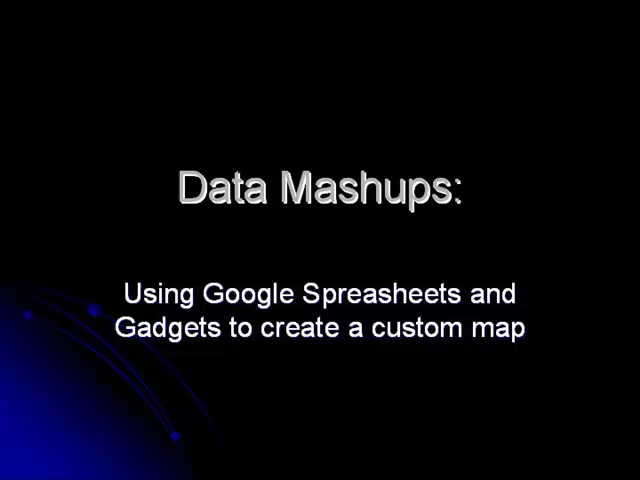 Data Mashups:
Using Google Spreasheets and
Gadgets to create a custom map